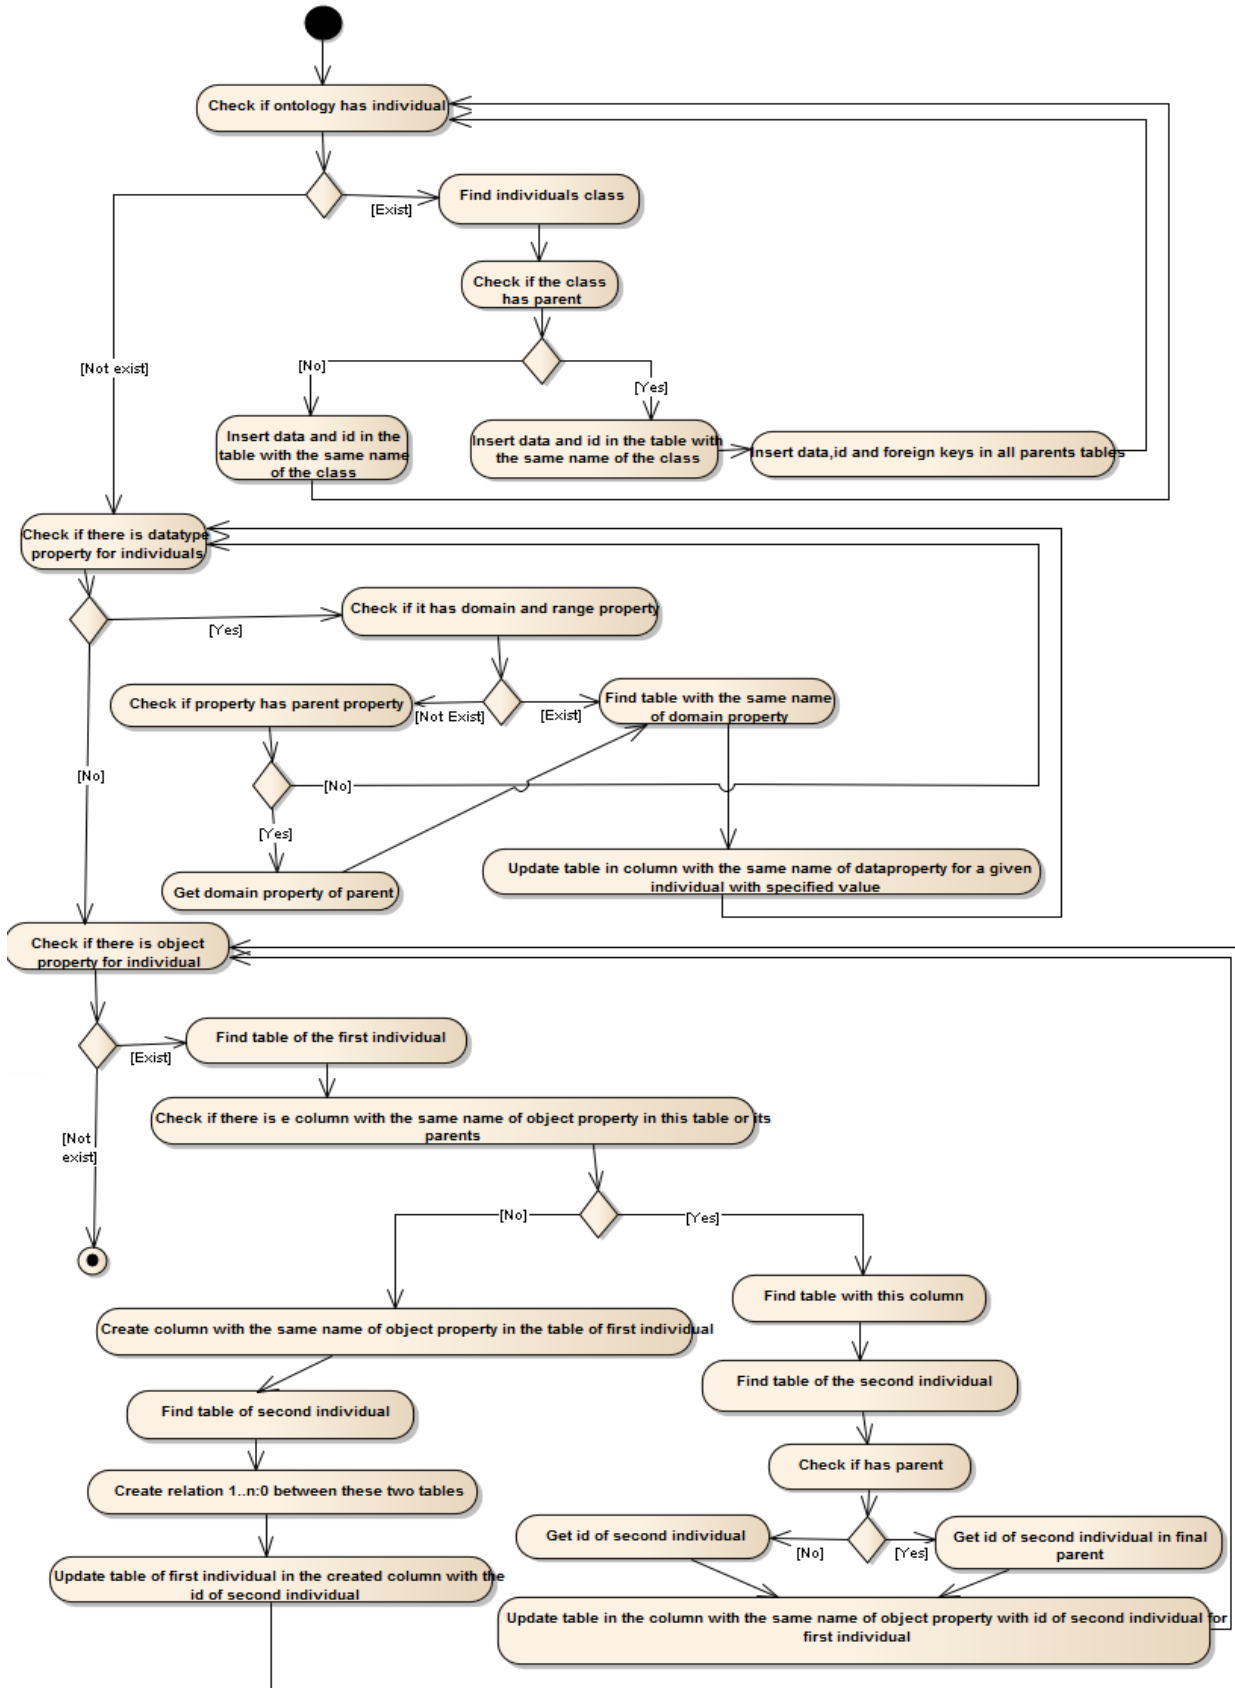 Check if ontology has individual
[Exist]
Find individuals class
Check if the class
has parent
[Not exist]
[No]
[Yes]
Insert data and id in the
table with the same name
of the class
Insert data and id in the table with
the same name of the class
Insert data,id and foreign keys in all parents tables
Check if there is datatype
property for individuals
[Yes]
Check if it has domain and range property
Check if property has parent property
[Not Exist]
[Exist]
Find table with the same name
of domain property
[No]
[No]
[Yes]
Get domain property of parent
Update table in column with the same name of dataproperty for a given
individual with specified value
Check if there is object
property for individual
[Exist]
Find table of the first individual
Check if there is e column with the same name of object property in this table or its
parents
[Not
exist]
[No]
[Yes]
Find table with this column
Create column with the same name of object property in the table of first individual
Find table of the second individual
Find table of second individual
Check if has parent
Create relation 1..n:0 between these two tables
Get id of second individual
[No]
[Yes]
Get id of second individual in final
parent
Update table of first individual in the created column with the
id of second individual
Update table in the column with the same name of object property with id of second individual for
first individual